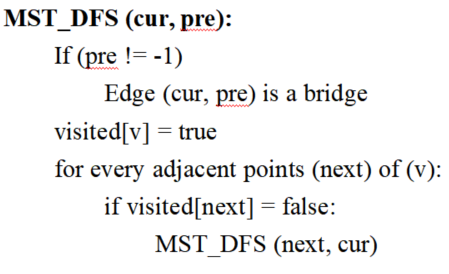 MST_DFS (cur, pre):
If (pre != -1)
Edge (cur, pre) is a bridge
visited[v] = true
for every adjacent points (next) of (v):
if visited[next] = false:
MST_DFS (next, cur)